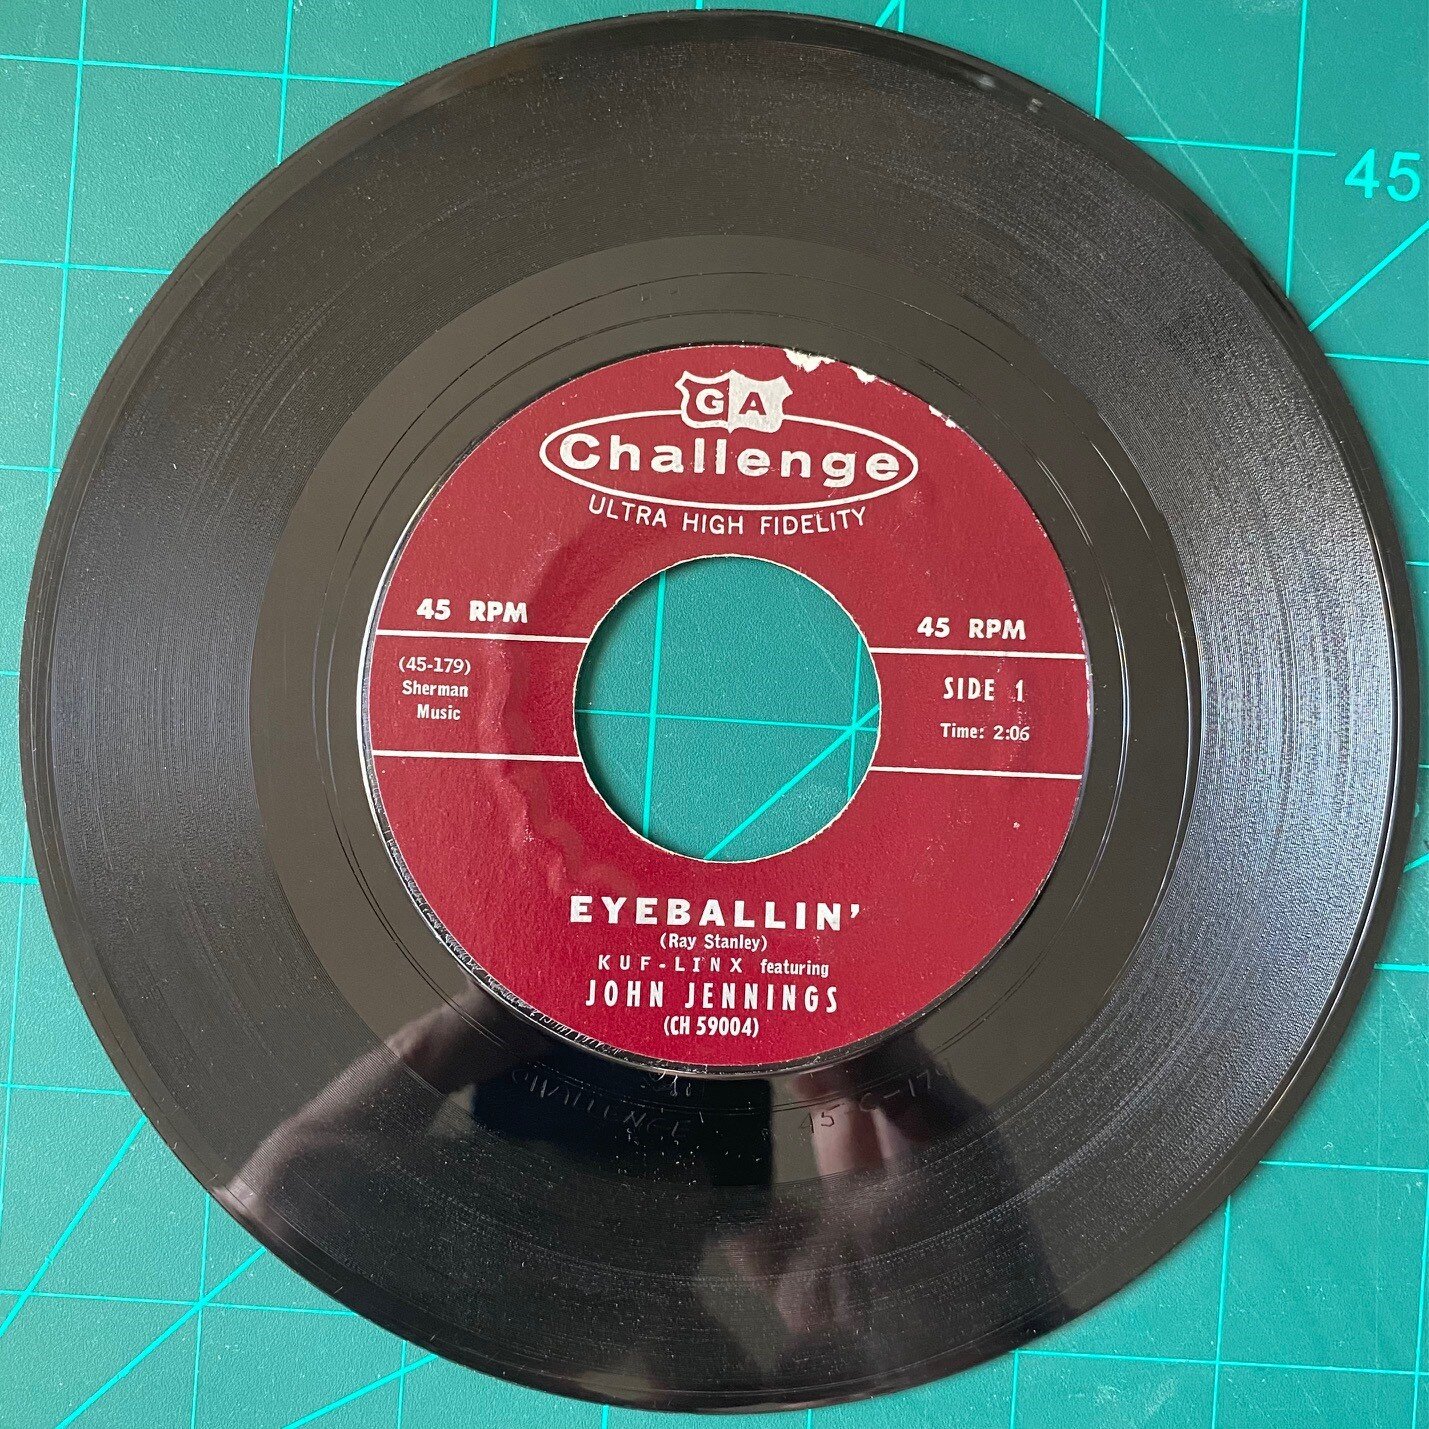 45
GA
Challenge
ULTRA HIGH FIDELITY
45 RPM
(45-179)
Sherman
Music
45 RPM
SIDE 1
Time: 2:06
EYEBALLIN'
(Ray Stanley)
KUF-LINX featuring
JOHN JENNINGS
(CH 59004)
CHALLENGE